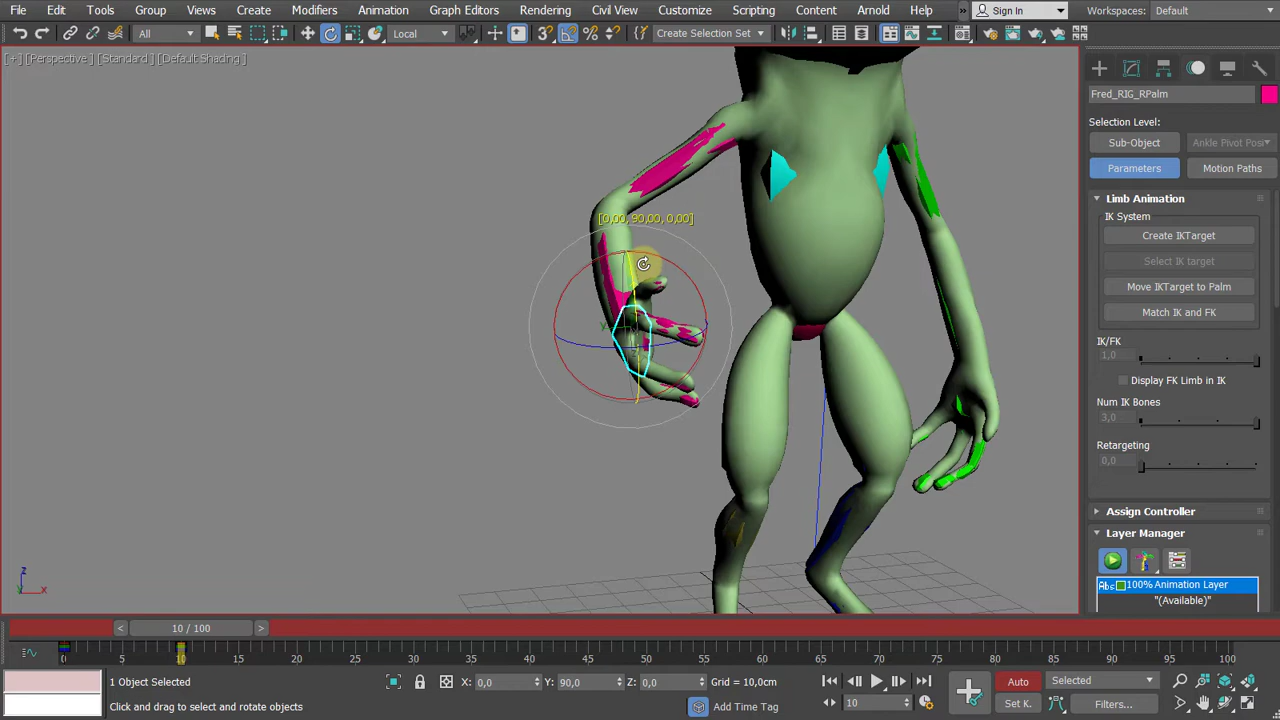 File Edit Tools Group Views Create Modifiers Animation Graph Editors Rendering Civil View Customize Scripting Content Arnold Help » Sign In Workspaces: Default
All Local Create Selection Set
[+] [Perspective] [Standard] [Default Shading]
[0,00, 90,00, 0,00]
z
x
Fred_RIG_RPalm
Selection Level:
Sub-Object Ankle Pivot Posi
Parameters Motion Paths
Limb Animation
IK System
Create IKTarget
Select IK target
Move IKTarget to Palm
Match IK and FK
IK/FK
1,0
Display FK Limb in IK
Num IK Bones
3,0
Retargeting
0,0
Assign Controller
Layer Manager
Abs 100% Animation Layer
"(Available)"
< 10 / 100 >
0 5 10 15 20 25 30 35 40 45 50 55 60 65 70 75 80 85 90 95 100
1 Object Selected X: 0,0 Y: 90,0 Z: 0,0 Grid = 10,0cm Auto Selected
Click and drag to select and rotate objects Add Time Tag 10 Set K. Filters...